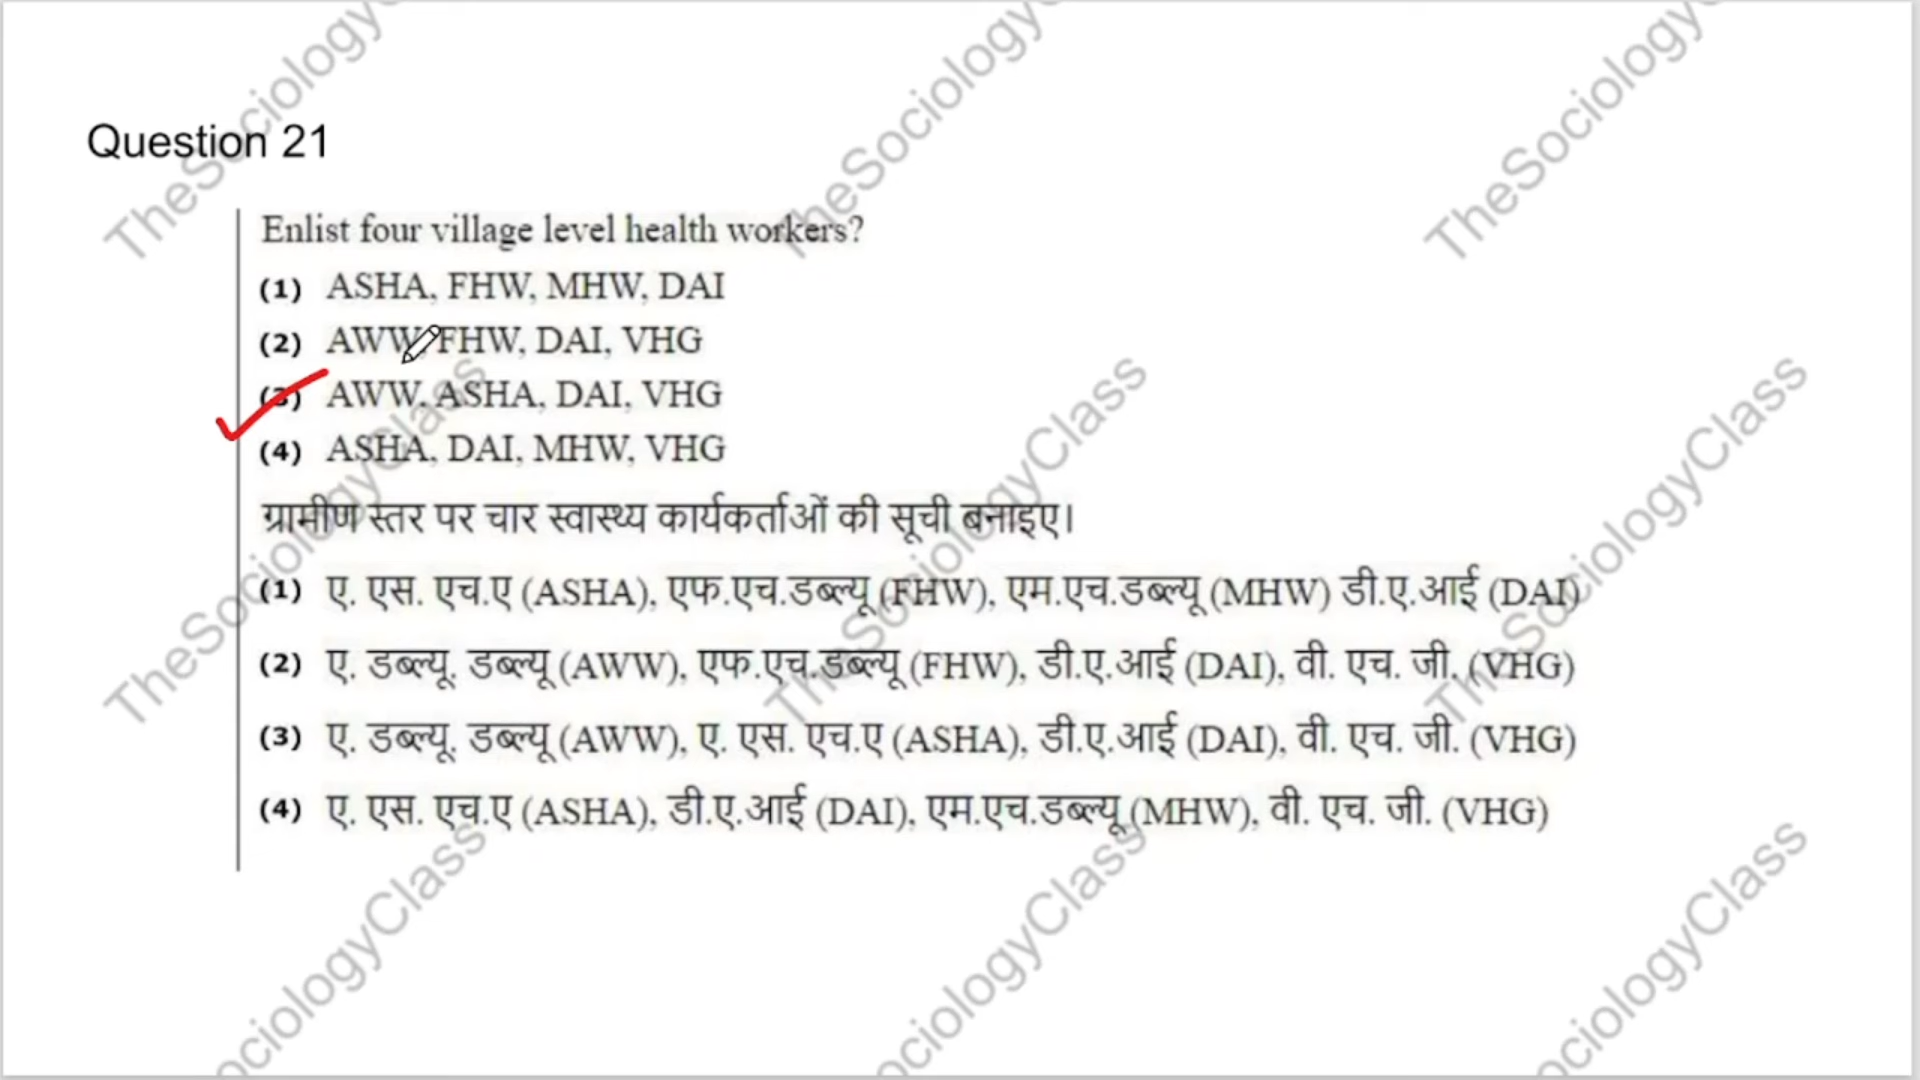 Question 21
Enlist four village level health workers?
(1) ASHA, FHW, MHW, DAI
(2) AWW, FHW, DAI, VHG
(3) AWW, ASHA, DAI, VHG
(4) ASHA, DAI, MHW, VHG
ग्रामीण स्तर पर चार स्वास्थ्य कार्यकर्ताओं की सूची बनाइए।
(1) ए. एस. एच.ए (ASHA), एफ.एच.डब्ल्यू (FHW), एम.एच.डब्ल्यू (MHW) डी.ए.आई (DAI)
(2) ए. डब्ल्यू. डब्ल्यू (AWW), एफ.एच.डब्ल्यू (FHW), डी.ए.आई (DAI), वी. एच. जी. (VHG)
(3) ए. डब्ल्यू. डब्ल्यू (AWW), ए. एस. एच.ए (ASHA), डी.ए.आई (DAI), वी. एच. जी. (VHG)
(4) ए. एस. एच.ए (ASHA), डी.ए.आई (DAI), एम.एच.डब्ल्यू (MHW), वी. एच. जी. (VHG)
TheSociologyClass
TheSociologyClass
TheSociologyClass